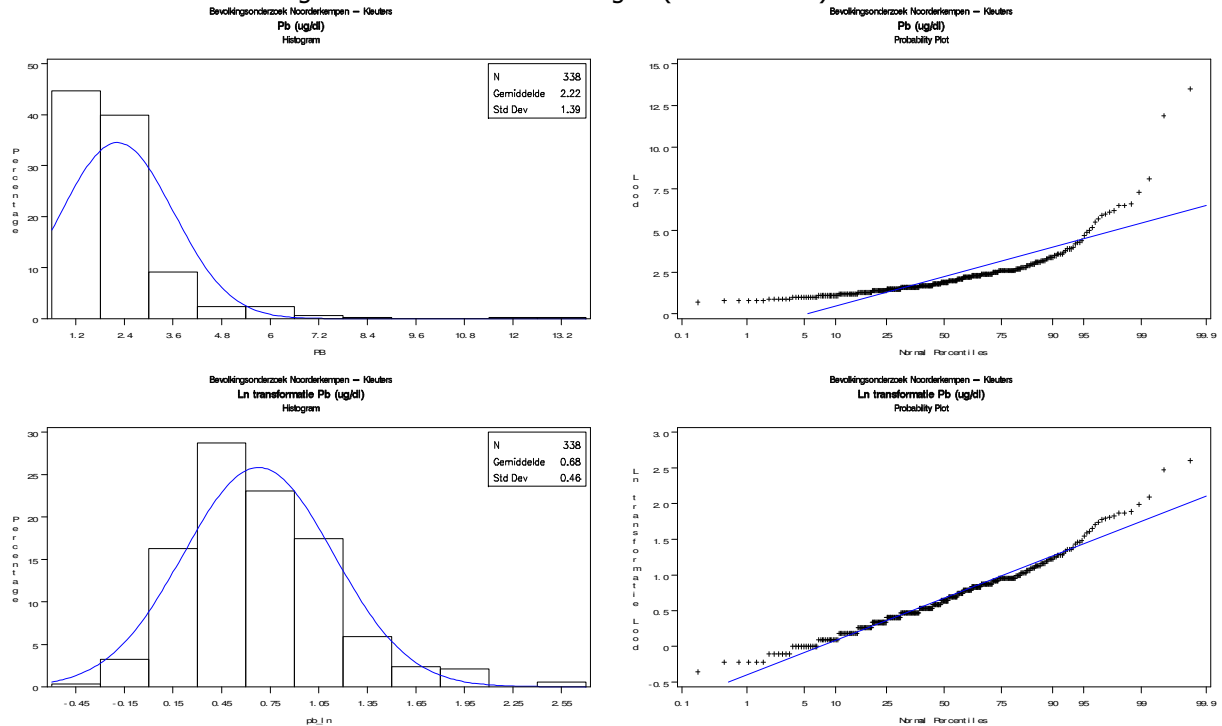 Bevolkingsonderzoek Noorderkempen – Kleuters
Pb (ug/dl)
Histogram
N 338
Gemiddelde 2.22
Std Dev 1.39
50
40
30
20
10
0
Percentage
1.2 2.4 3.6 4.8 6 7.2 8.4 9.6 10.8 12 13.2
PB
Bevolkingsonderzoek Noorderkempen – Kleuters
Pb (ug/dl)
Probability Plot
15.0
12.5
10.0
7.5
5.0
2.5
0
Lood
0.1 1 5 10 25 50 75 90 95 99 99.9
Normal Percentiles
Bevolkingsonderzoek Noorderkempen – Kleuters
Ln transformatie Pb (ug/dl)
Histogram
N 338
Gemiddelde 0.68
Std Dev 0.46
30
25
20
15
10
5
0
Percentage
-0.45 -0.15 0.15 0.45 0.75 1.05 1.35 1.65 1.95 2.25 2.55
pb_ln
Bevolkingsonderzoek Noorderkempen – Kleuters
Ln transformatie Pb (ug/dl)
Probability Plot
3.0
2.5
2.0
1.5
1.0
0.5
0
-0.5
Ln transformatie Lood
0.1 1 5 10 25 50 75 90 95 99 99.9
Normal Percentiles